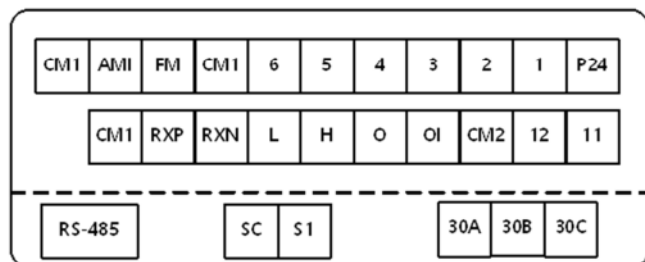 CM1 AMI FM CM1 6 5 4 3 2 1 P24
CM1 RXP RXN L H O OI CM2 12 11
RS-485 SC S1 30A 30B 30C